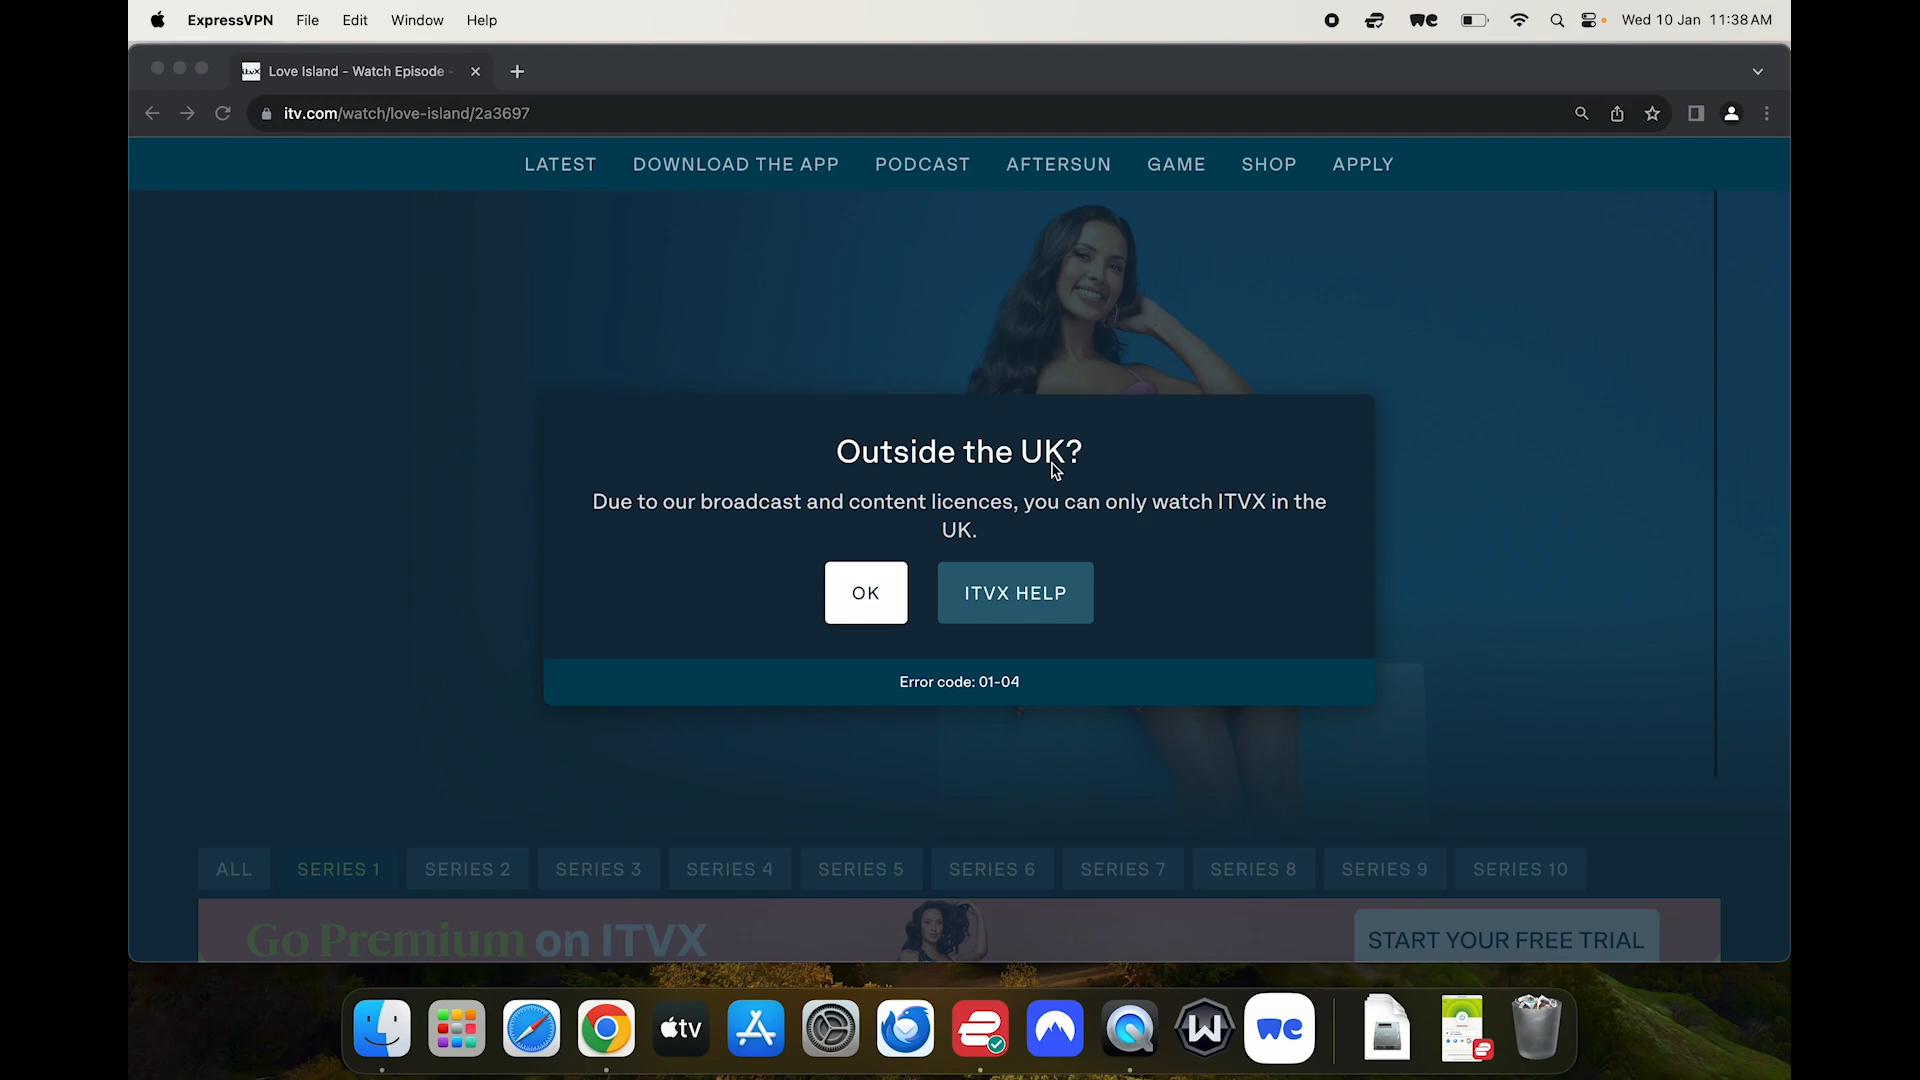 ExpressVPN File Edit Window Help
Wed 10 Jan 11:38 AM
itvX Love Island - Watch Episode -
itv.com/watch/love-island/2a3697
LATEST DOWNLOAD THE APP PODCAST AFTERSUN GAME SHOP APPLY
Outside the UK?
Due to our broadcast and content licences, you can only watch ITVX in the
UK.
OK ITVX HELP
Error code: 01-04
ALL SERIES 1 SERIES 2 SERIES 3 SERIES 4 SERIES 5 SERIES 6 SERIES 7 SERIES 8 SERIES 9 SERIES 10
Go Premium on ITVX START YOUR FREE TRIAL
tv W we